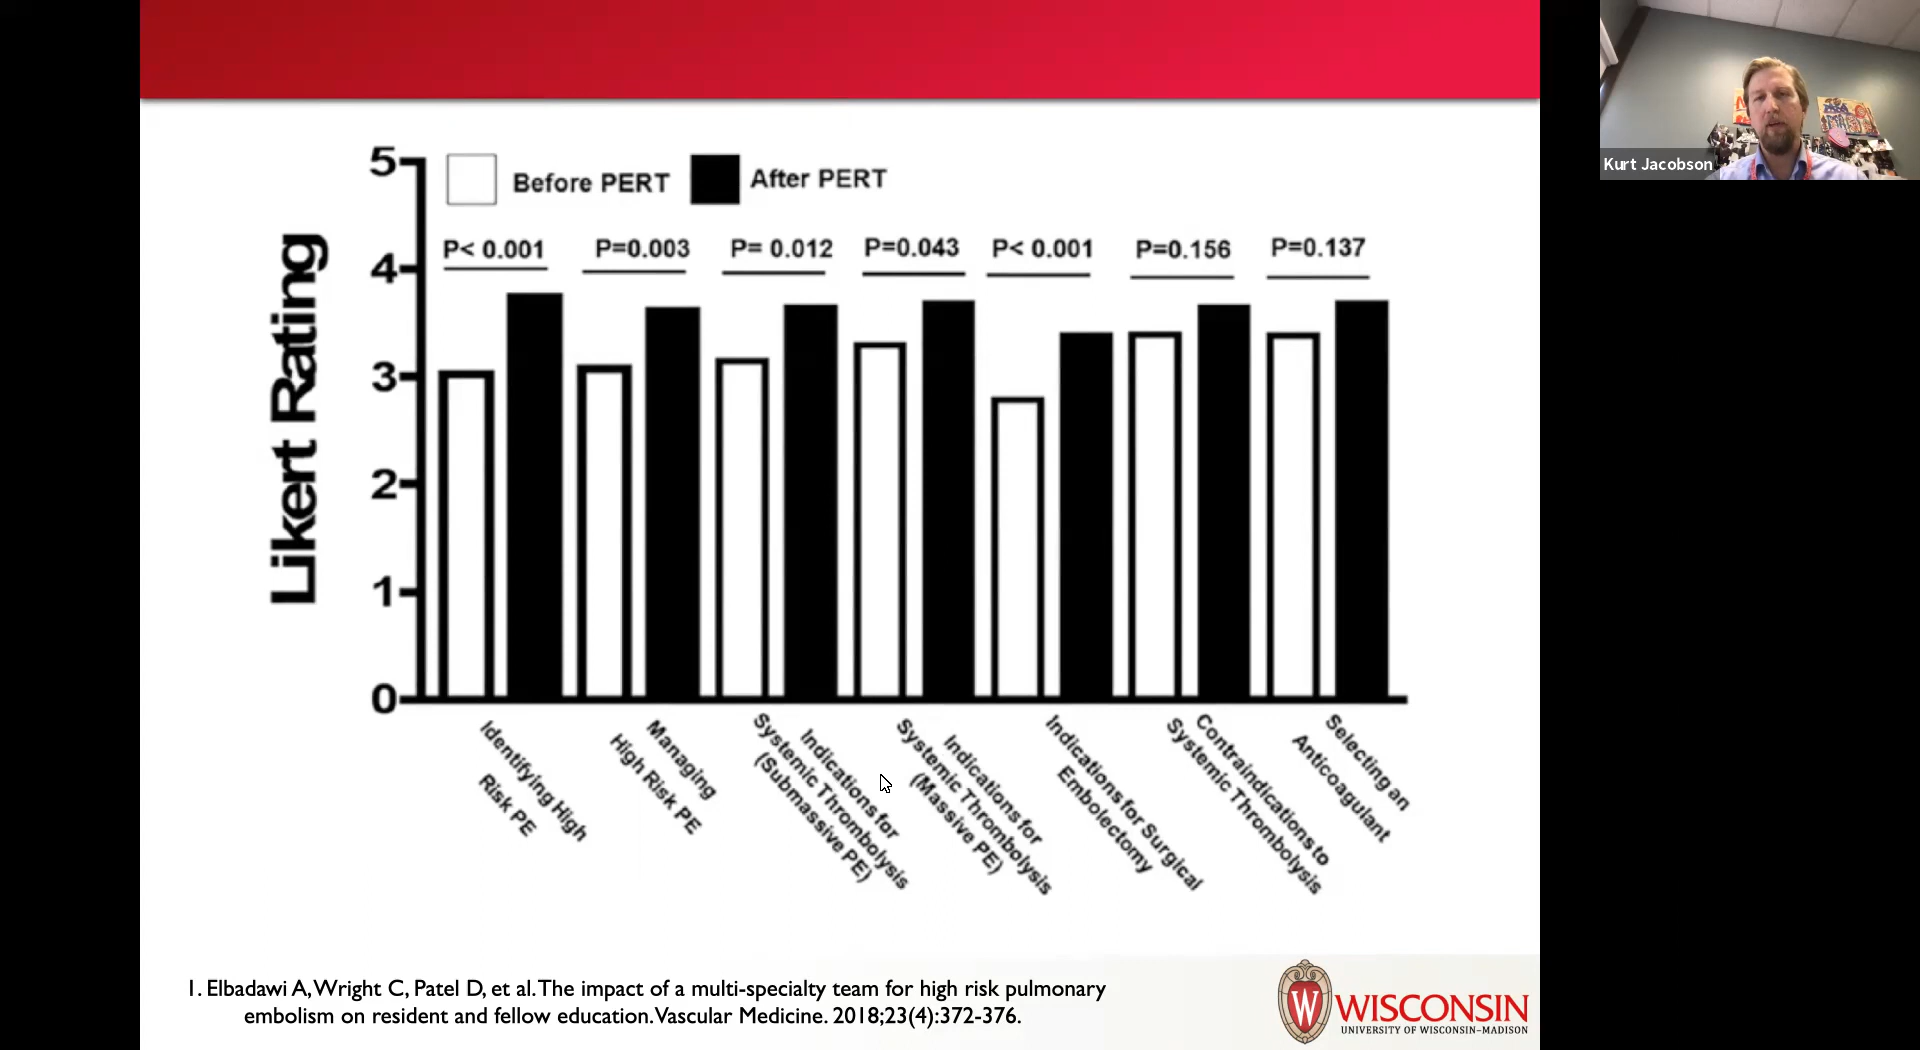 Kurt Jacobson
5
4
3
2
1
0
Likert Rating
Before PERT
After PERT
P< 0.001
P=0.003
P= 0.012
P=0.043
P< 0.001
P=0.156
P=0.137
Identifying High
Risk PE
Managing
High Risk PE
Indications for
Systemic Thrombolysis
(Submassive PE)
Indications for
Systemic Thrombolysis
(Massive PE)
Indications for Surgical
Embolectomy
Contraindications to
Systemic Thrombolysis
Selecting an
Anticoagulant
1. Elbadawi A, Wright C, Patel D, et al. The impact of a multi-specialty team for high risk pulmonary
embolism on resident and fellow education. Vascular Medicine. 2018;23(4):372-376.
W
WISCONSIN
UNIVERSITY OF WISCONSIN–MADISON